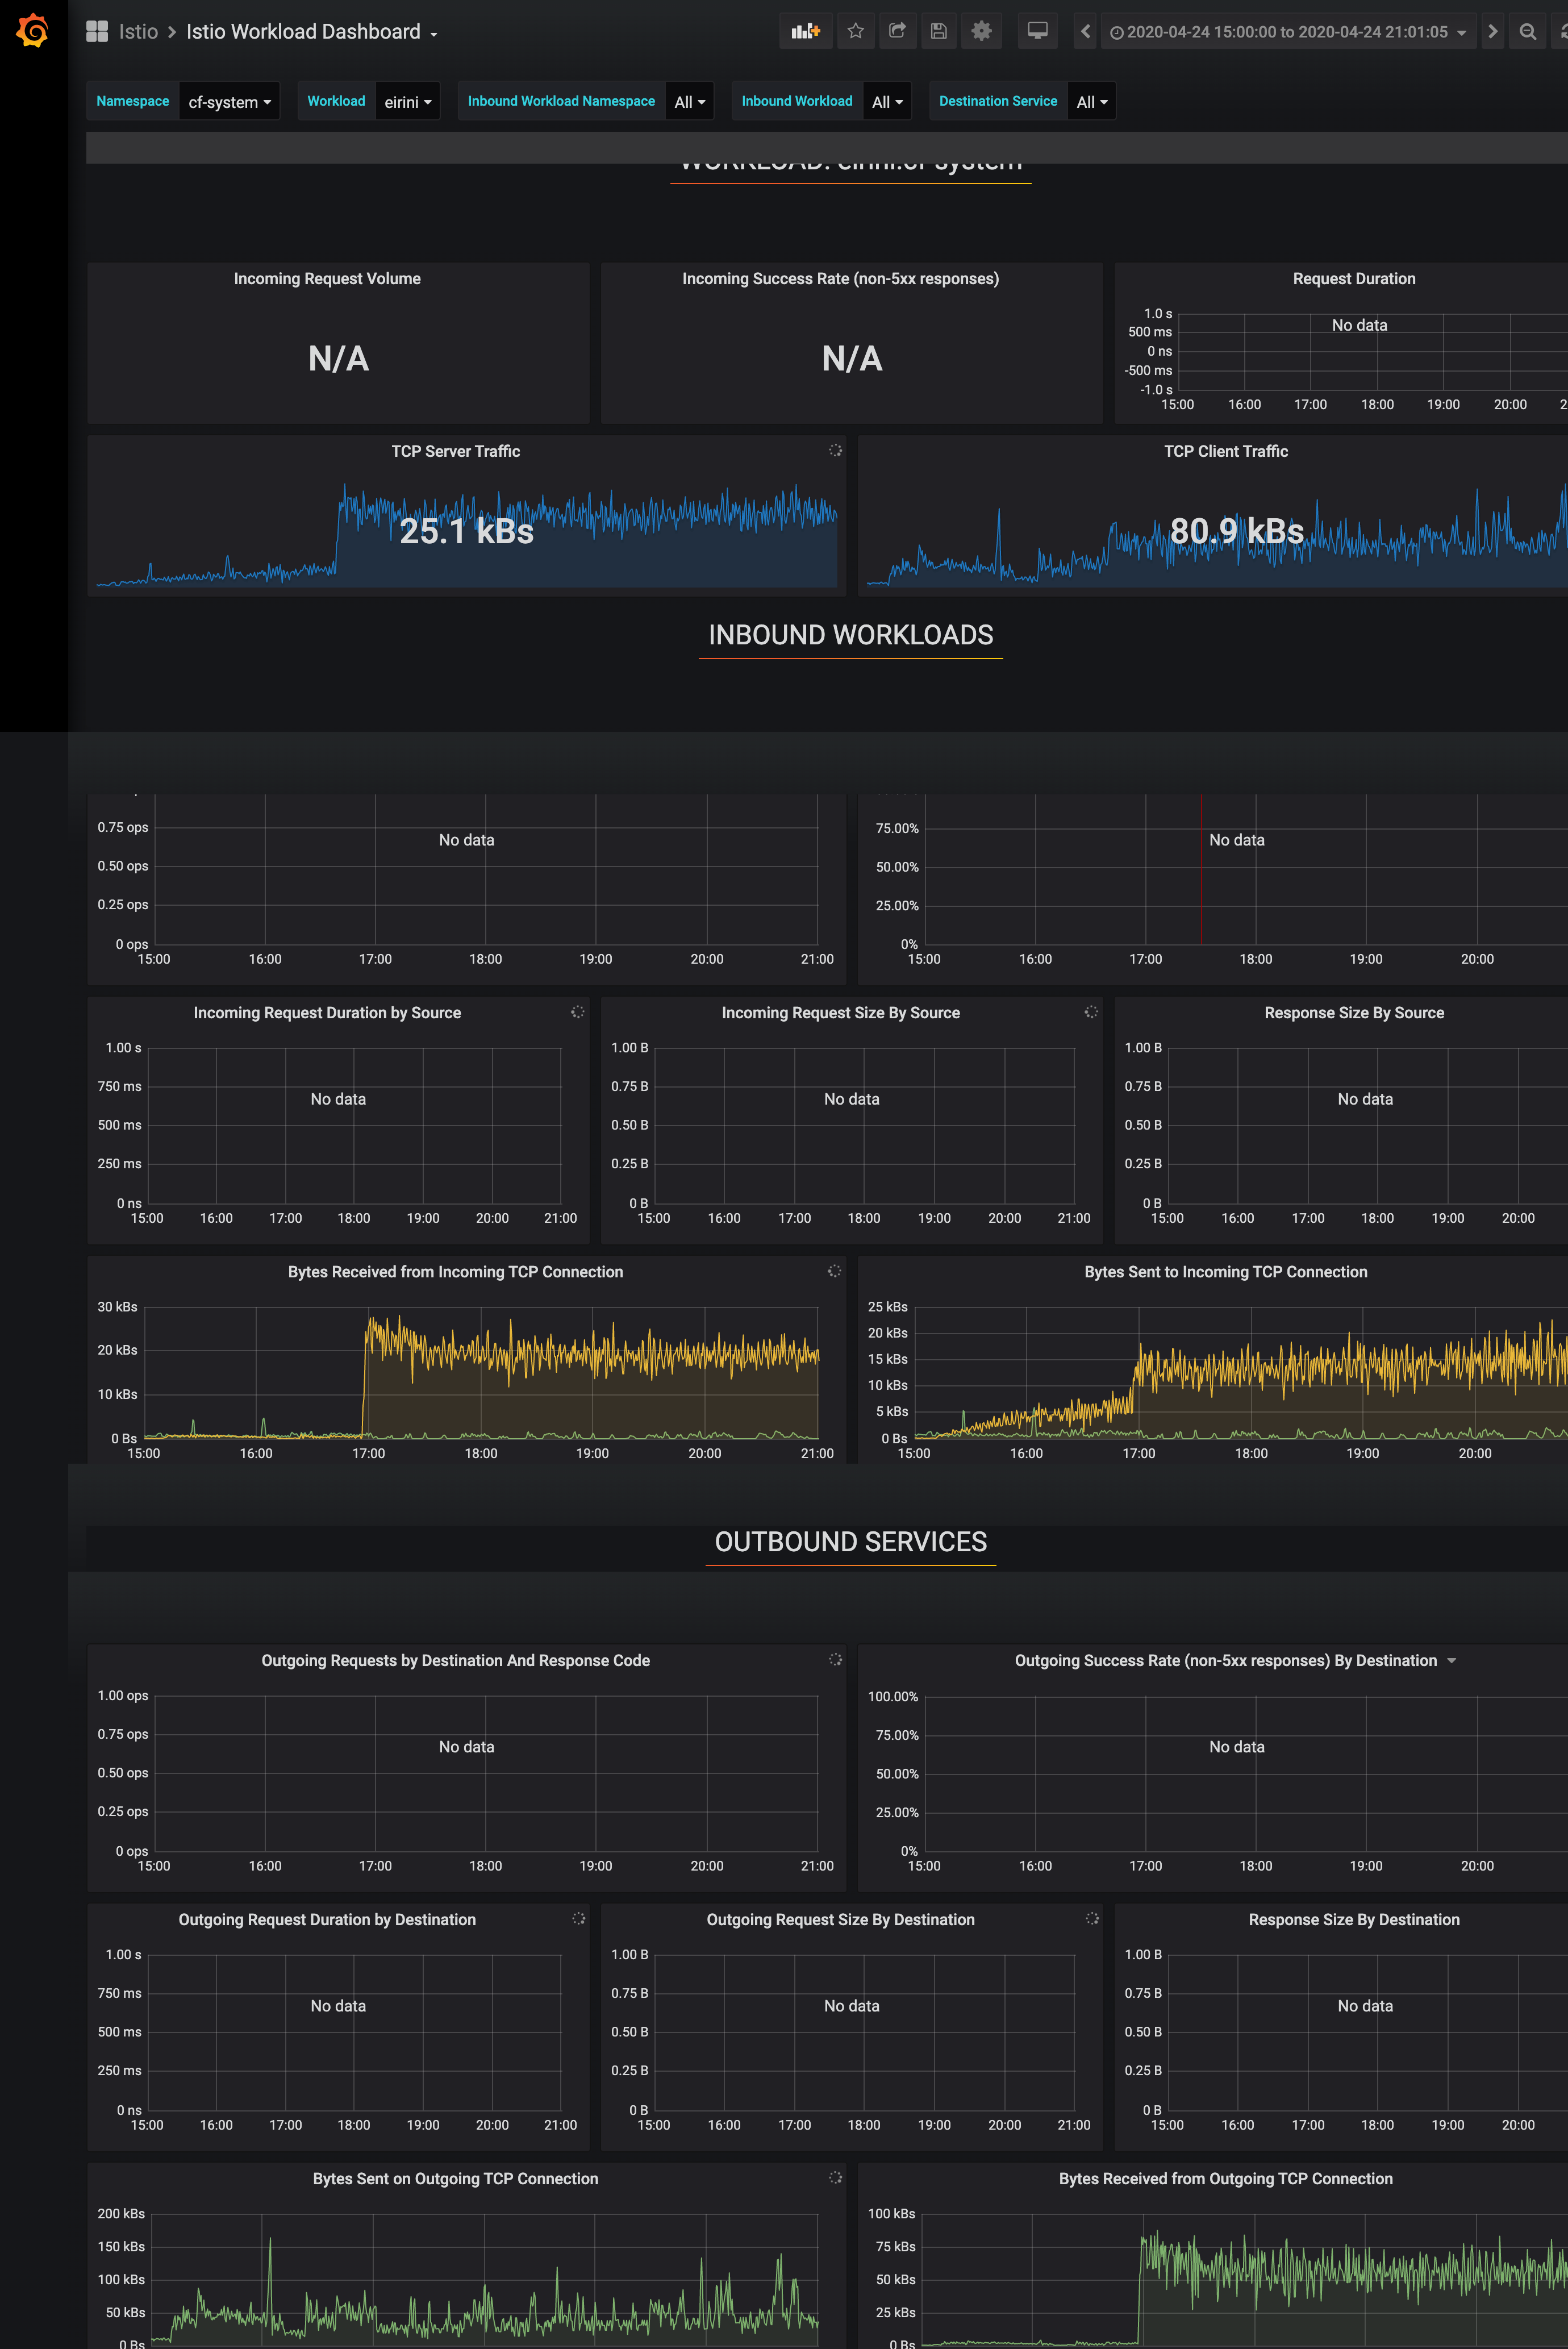 Istio > Istio Workload Dashboard
2020-04-24 15:00:00 to 2020-04-24 21:01:05
Namespace cf-system Workload eirini Inbound Workload Namespace All Inbound Workload All Destination Service All
WORKLOAD: eirini.cf-system
Incoming Request Volume
N/A
Incoming Success Rate (non-5xx responses)
N/A
Request Duration
1.0 s
500 ms
0 ns
-500 ms
-1.0 s
No data
15:00 16:00 17:00 18:00 19:00 20:00
TCP Server Traffic
25.1 kBs
TCP Client Traffic
80.9 kBs
INBOUND WORKLOADS
0.75 ops
0.50 ops
0.25 ops
0 ops
No data
15:00 16:00 17:00 18:00 19:00 20:00 21:00
75.00%
50.00%
25.00%
0%
No data
15:00 16:00 17:00 18:00 19:00 20:00
Incoming Request Duration by Source
1.00 s
750 ms
500 ms
250 ms
0 ns
No data
15:00 16:00 17:00 18:00 19:00 20:00 21:00
Incoming Request Size By Source
1.00 B
0.75 B
0.50 B
0.25 B
0 B
No data
15:00 16:00 17:00 18:00 19:00 20:00 21:00
Response Size By Source
1.00 B
0.75 B
0.50 B
0.25 B
0 B
No data
15:00 16:00 17:00 18:00 19:00 20:00
Bytes Received from Incoming TCP Connection
30 kBs
20 kBs
10 kBs
0 Bs
15:00 16:00 17:00 18:00 19:00 20:00 21:00
Bytes Sent to Incoming TCP Connection
25 kBs
20 kBs
15 kBs
10 kBs
5 kBs
0 Bs
15:00 16:00 17:00 18:00 19:00 20:00
OUTBOUND SERVICES
Outgoing Requests by Destination And Response Code
1.00 ops
0.75 ops
0.50 ops
0.25 ops
0 ops
No data
15:00 16:00 17:00 18:00 19:00 20:00 21:00
Outgoing Success Rate (non-5xx responses) By Destination
100.00%
75.00%
50.00%
25.00%
0%
No data
15:00 16:00 17:00 18:00 19:00 20:00
Outgoing Request Duration by Destination
1.00 s
750 ms
500 ms
250 ms
0 ns
No data
15:00 16:00 17:00 18:00 19:00 20:00 21:00
Outgoing Request Size By Destination
1.00 B
0.75 B
0.50 B
0.25 B
0 B
No data
15:00 16:00 17:00 18:00 19:00 20:00 21:00
Response Size By Destination
1.00 B
0.75 B
0.50 B
0.25 B
0 B
No data
15:00 16:00 17:00 18:00 19:00 20:00
Bytes Sent on Outgoing TCP Connection
200 kBs
150 kBs
100 kBs
50 kBs
0 Bs
Bytes Received from Outgoing TCP Connection
100 kBs
75 kBs
50 kBs
25 kBs
0 Bs